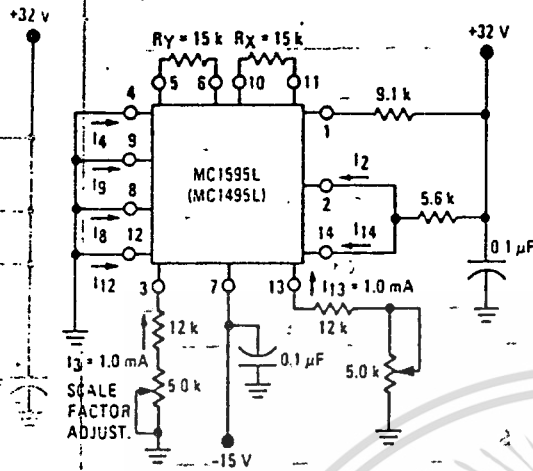 +32 V
+32 V
RY = 15 k
RX = 15 k
5
6
10
11
4
I4
9
I9
8
I8
12
I12
MC1595L
(MC1495L)
1
9.1 k
I2
2
5.6 k
14
I14
0.1 µF
3
7
13
I13 = 1.0 mA
12 k
12 k
I3 = 1.0 mA
0.1 µF
5.0 k
5.0 k
SCALE
FACTOR
ADJUST.
-15 V